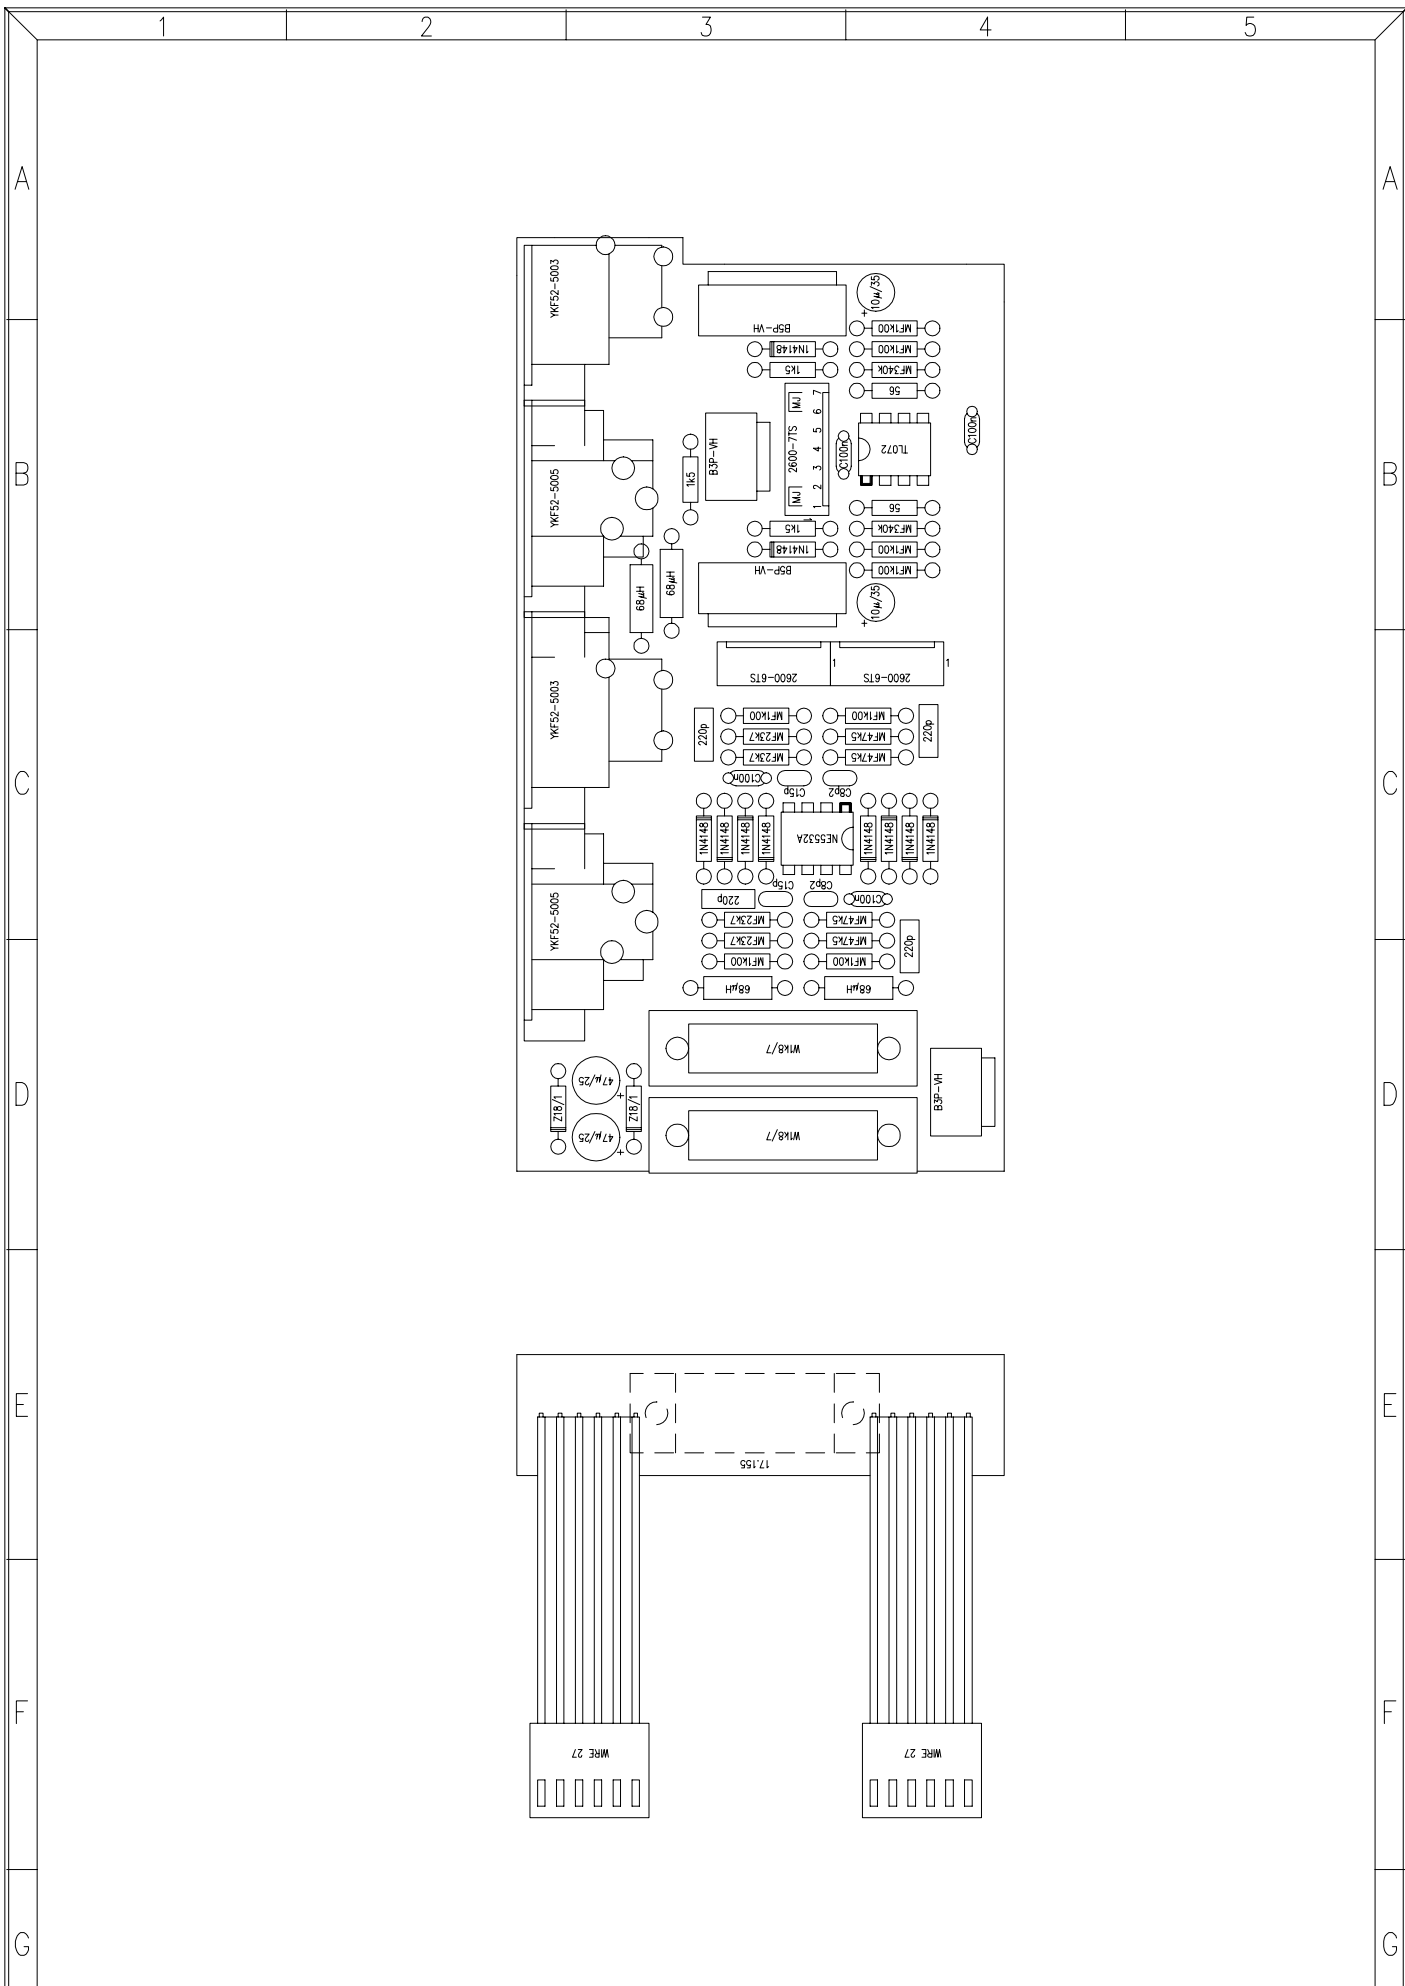 1 2 3 4 5
A A
YKF52-5003
B5P-VH
10µ/35
+
MF1k00
1N4148
MF1k00
1k5
MF340k
56
MJ
2600-7TS
MJ
1 2 3 4 5 6 7
1
B3P-VH
C100n
TL072
C100n
B B
YKF52-5005
1k5
56
1k5
MF340k
1N4148
MF1k00
B5P-VH
MF1k00
68µH
68µH
10µ/35
+
2600-6TS
1
2600-6TS
1
YKF52-5003
220p
MF1k00
MF1k00
220p
MF23k7
MF47k5
MF23k7
MF47k5
C C
C100n
C15p
C8p2
1N4148
1N4148
1N4148
1N4148
NE5532A
1N4148
1N4148
1N4148
1N4148
C15p
C8p2
220p
C100n
YKF52-5005
MF23k7
MF47k5
MF23k7
MF47k5
220p
MF1k00
MF1k00
68µH
68µH
W1k8/7
47µ/25
+
D D
Z18/1
Z18/1
B3P-VH
47µ/25
+
W1k8/7
E E
17.155
F F
WIRE 27
WIRE 27
G G